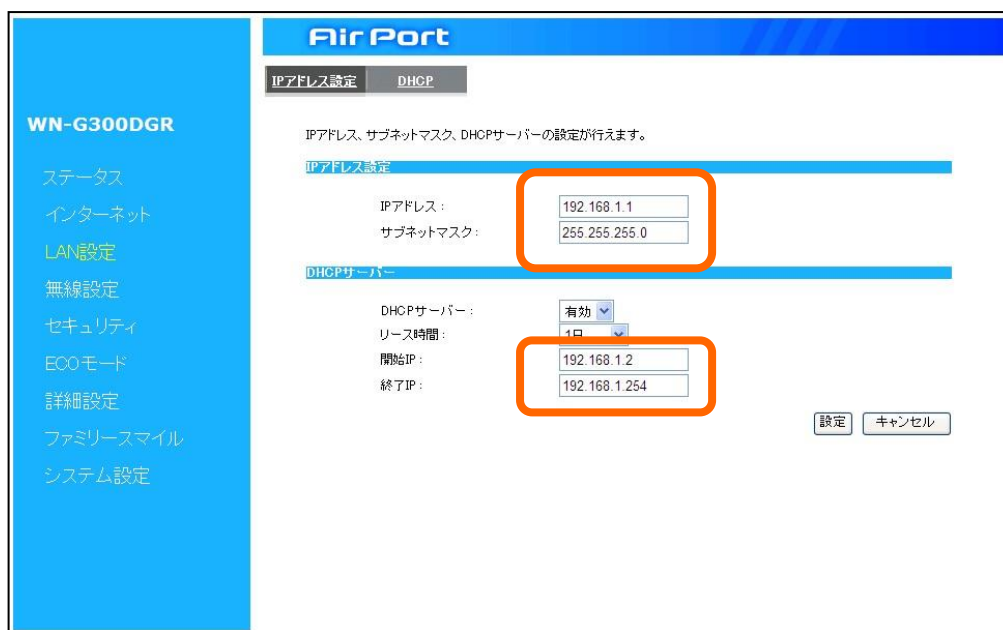 Air Port
IPアドレス設定 DHCP
WN-G300DGR
ステータス
インターネット
LAN設定
無線設定
セキュリティ
ECOモード
詳細設定
ファミリースマイル
システム設定
IPアドレス、サブネットマスク、DHCPサーバーの設定が行えます。
IPアドレス設定
IPアドレス : 192.168.1.1
サブネットマスク : 255.255.255.0
DHCPサーバー
DHCPサーバー : 有効
リース時間 : 1日
開始IP : 192.168.1.2
終了IP : 192.168.1.254
設定 キャンセル